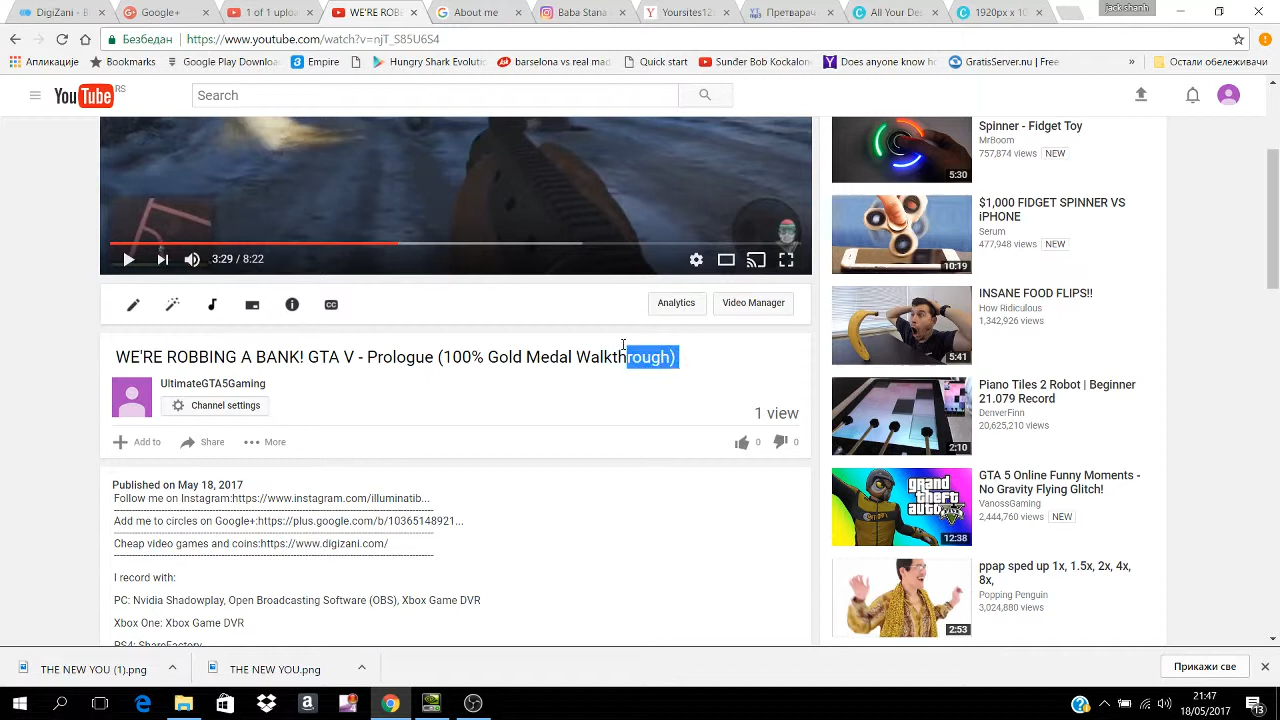 DigiZani - B
Google+
1 of 1 uploa
WE'RE ROB
About me
Baba Stana
Yoursites12
Претварач
All Your De
1920px x 10
jack shanh
Безбедан
https://www.youtube.com/watch?v=njT_S85U6S4
Апликације
Bookmarks
Google Play Downloa
Empire
Hungry Shark Evolutio
barselona vs real mad
Quick start
Sunder Bob Kockalon
Does anyone know ho
GratisServer.nu | Free
»
Остали обележивачи
YouTube RS
Search
3:29 / 8:22
Analytics
Video Manager
WE'RE ROBBING A BANK! GTA V - Prologue (100% Gold Medal Walkthrough)
UltimateGTA5Gaming
Channel settings
1 view
Add to
Share
More
0
0
Published on May 18, 2017
Follow me on Instagram:https://www.instagram.com/illuminatib...
Add me to circles on Google+:https://plus.google.com/b/10365148921...
Cheap video games and coins:https://www.digizani.com/
I record with:
PC: Nvidia Shadowplay, Open Broadcasting Software (OBS), Xbox Game DVR
Xbox One: Xbox Game DVR
PS4: ShareFactory
Spinner - Fidget Toy
MrBoom
757,874 views NEW
5:30
$1,000 FIDGET SPINNER VS
iPHONE
Serum
477,948 views NEW
10:19
INSANE FOOD FLIPS!!
How Ridiculous
1,342,926 views
5:41
Piano Tiles 2 Robot | Beginner
21.079 Record
DenverFinn
20,625,210 views
2:10
GTA 5 Online Funny Moments -
No Gravity Flying Glitch!
VanossGaming
2,444,760 views NEW
grand
theft
auto
12:38
ppap sped up 1x, 1.5x, 2x, 4x,
8x,
Popping Penguin
3,024,880 views
2:53
THE NEW YOU (1).png
THE NEW YOU.png
Прикажи све
21:47
18/05/2017
13